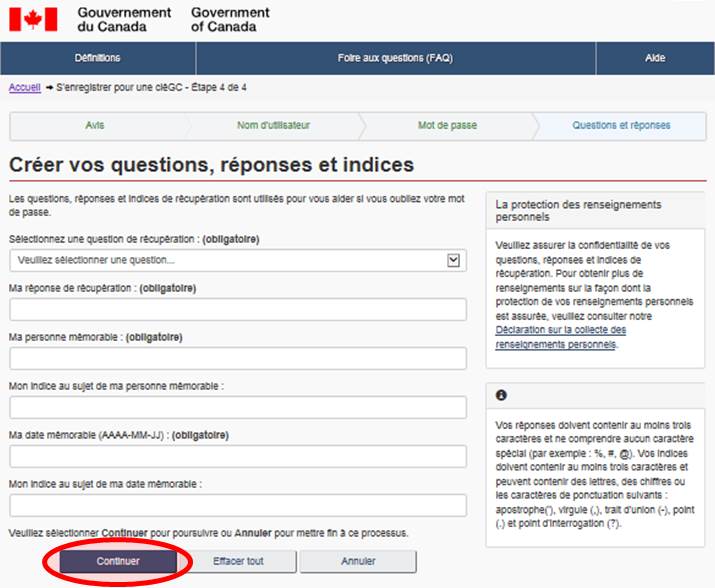 Gouvernement du Canada
Government of Canada
Définitions
Foire aux questions (FAQ)
Aide
Accueil ➔ S'enregistrer pour une cléGC - Étape 4 de 4
Avis
Nom d'utilisateur
Mot de passe
Questions et réponses
Créer vos questions, réponses et indices
Les questions, réponses et indices de récupération sont utilisés pour vous aider si vous oubliez votre mot
de passe.
Sélectionnez une question de récupération : (obligatoire)
Veuillez sélectionner une question...
Ma réponse de récupération : (obligatoire)
Ma personne mémorable : (obligatoire)
Mon indice au sujet de ma personne mémorable :
Ma date mémorable (AAAA-MM-JJ) : (obligatoire)
Mon indice au sujet de ma date mémorable :
Veuillez sélectionner Continuer pour poursuivre ou Annuler pour mettre fin à ce processus.
Continuer
Effacer tout
Annuler
La protection des renseignements
personnels
Veuillez assurer la confidentialité de vos
questions, réponses et indices de
récupération. Pour obtenir plus de
renseignements sur la façon dont la
protection de vos renseignements personnels
est assurée, veuillez consulter notre
Déclaration sur la collecte des
renseignements personnels.
Vos réponses doivent contenir au moins trois
caractères et ne comprendre aucun caractère
spécial (par exemple : %, #, @). Vos indices
doivent contenir au moins trois caractères et
peuvent contenir des lettres, des chiffres ou
les caractères de ponctuation suivants :
apostrophe('), virgule (,), trait d'union (-), point
(.) et point d'interrogation (?).